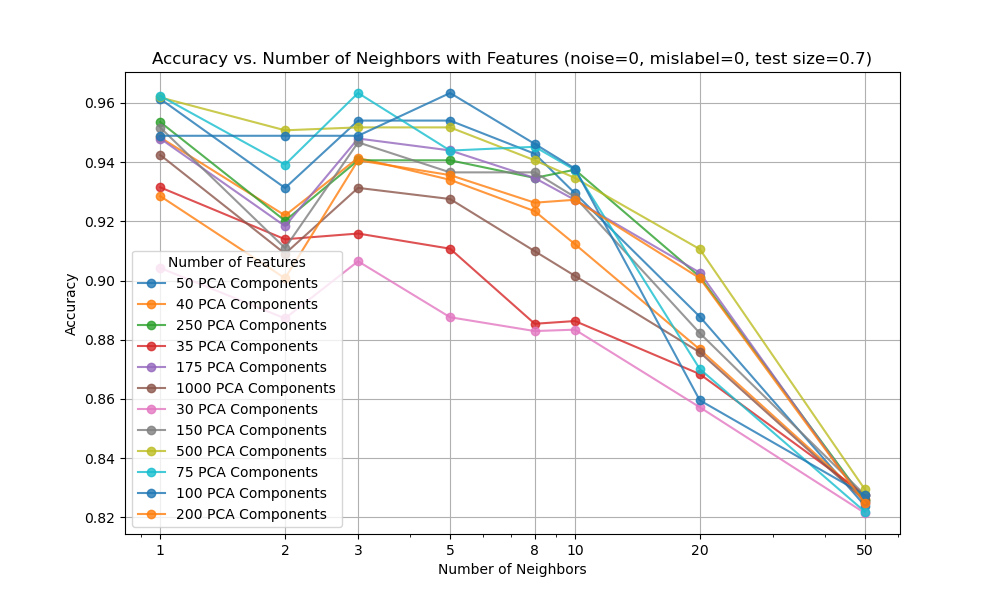 Accuracy vs. Number of Neighbors with Features (noise=0, mislabel=0, test size=0.7)
0.96
0.94
0.92
0.90
0.88
0.86
0.84
0.82
Accuracy
Number of Features
50 PCA Components
40 PCA Components
250 PCA Components
35 PCA Components
175 PCA Components
1000 PCA Components
30 PCA Components
150 PCA Components
500 PCA Components
75 PCA Components
100 PCA Components
200 PCA Components
1 2 3 5 8 10 20 50
Number of Neighbors